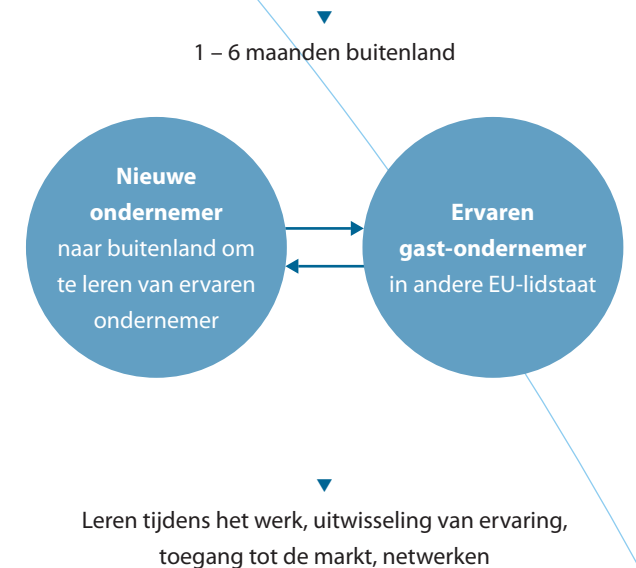 1 – 6 maanden buitenland
Nieuwe
ondernemer
naar buitenland om
te leren van ervaren
ondernemer
Ervaren
gast-ondernemer
in andere EU-lidstaat
Leren tijdens het werk, uitwisseling van ervaring,
toegang tot de markt, netwerken